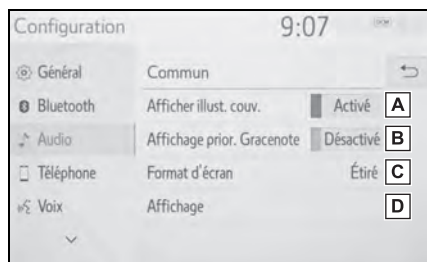 Configuration 9:07
Général
Commun
Bluetooth
Afficher illust. couv. Activé A
Audio
Affichage prior. Gracenote Désactivé B
Téléphone
Format d'écran Étiré C
Voix
Affichage D